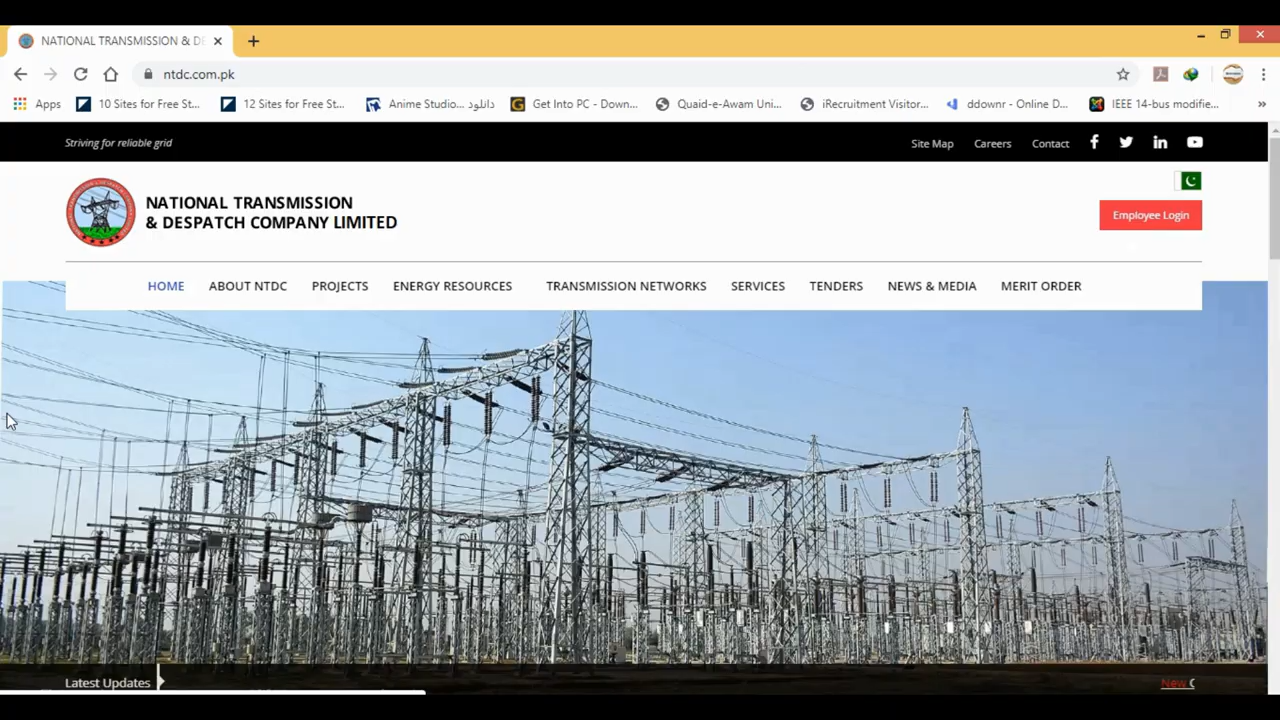 NATIONAL TRANSMISSION & DE
ntdc.com.pk
Apps
10 Sites for Free St...
12 Sites for Free St...
Anime Studio... دانلود
Get Into PC - Down...
Quaid-e-Awam Uni...
iRecruitment Visitor...
ddownr - Online D...
IEEE 14-bus modifie...
Striving for reliable grid
Site Map
Careers
Contact
NATIONAL TRANSMISSION
& DESPATCH COMPANY LIMITED
Employee Login
HOME
ABOUT NTDC
PROJECTS
ENERGY RESOURCES
TRANSMISSION NETWORKS
SERVICES
TENDERS
NEWS & MEDIA
MERIT ORDER
Latest Updates
New